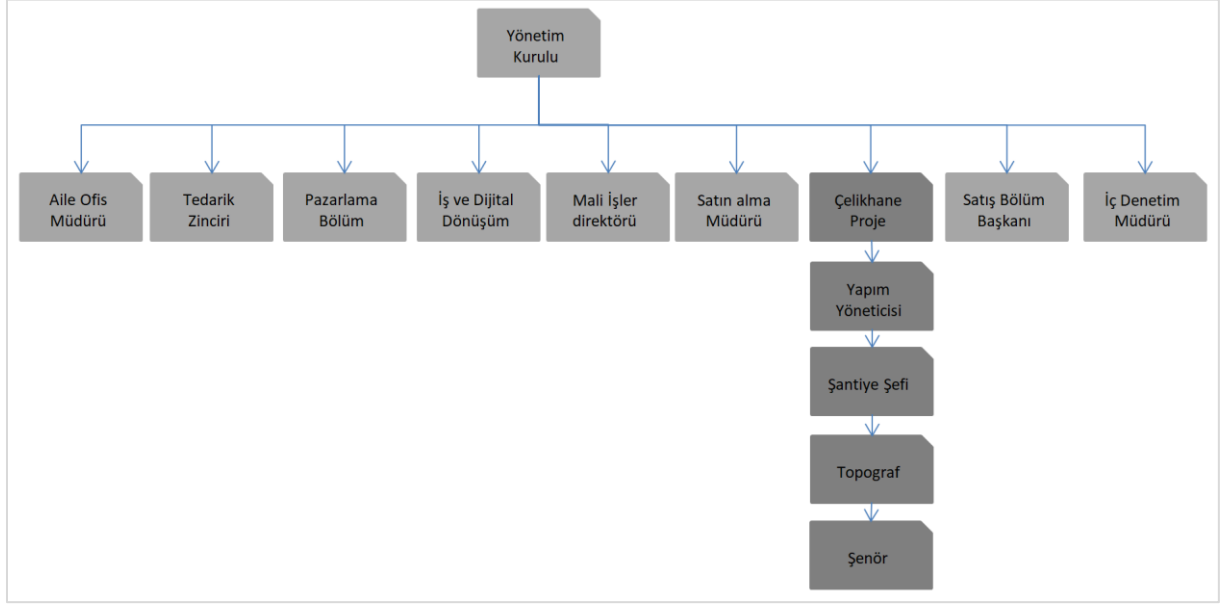 Yönetim
Kurulu
Aile Ofis
Müdürü
Tedarik
Zinciri
Pazarlama
Bölüm
İş ve Dijital
Dönüşüm
Mali İşler
direktörü
Satın alma
Müdürü
Çelikhane
Proje
Satış Bölüm
Başkanı
İç Denetim
Müdürü
Yapım
Yöneticisi
Şantiye Şefi
Topograf
Şenör